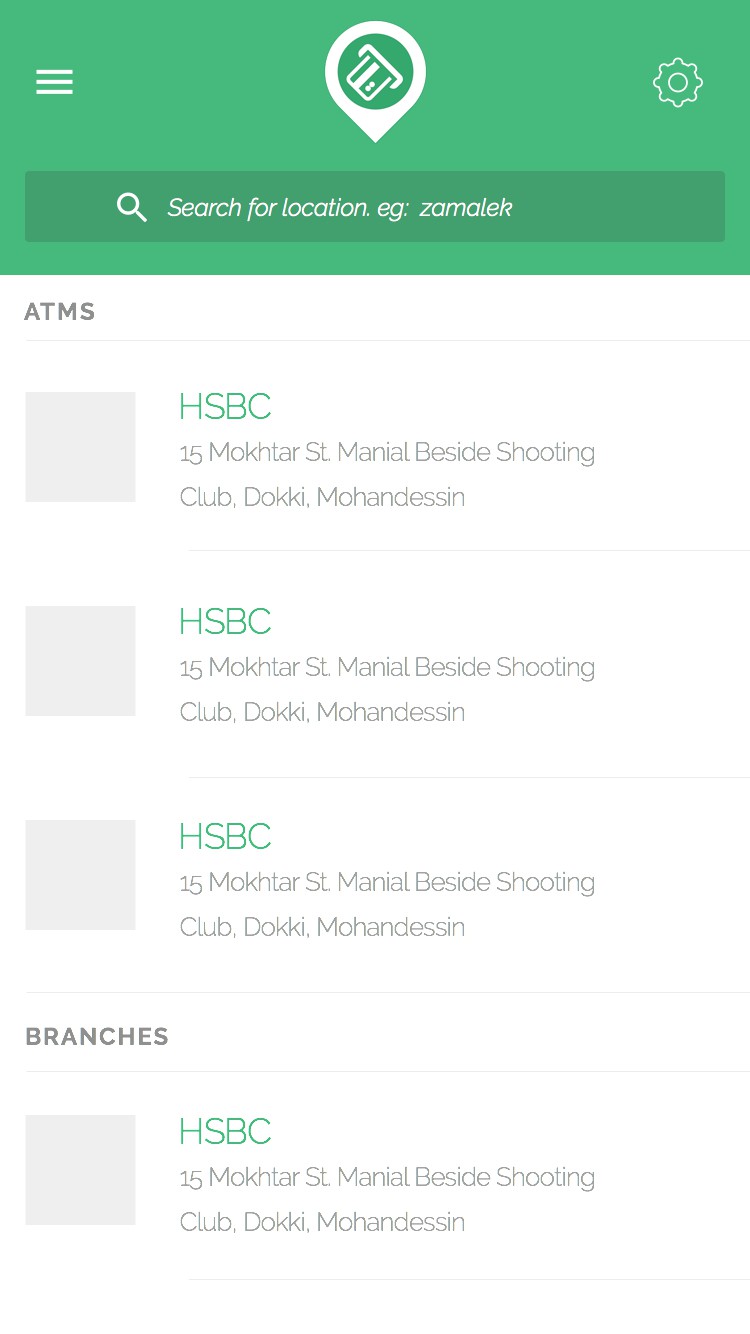 Search for location. eg: zamalek
ATMS
HSBC
15 Mokhtar St. Manial Beside Shooting
Club, Dokki, Mohandessin
HSBC
15 Mokhtar St. Manial Beside Shooting
Club, Dokki, Mohandessin
HSBC
15 Mokhtar St. Manial Beside Shooting
Club, Dokki, Mohandessin
BRANCHES
HSBC
15 Mokhtar St. Manial Beside Shooting
Club, Dokki, Mohandessin